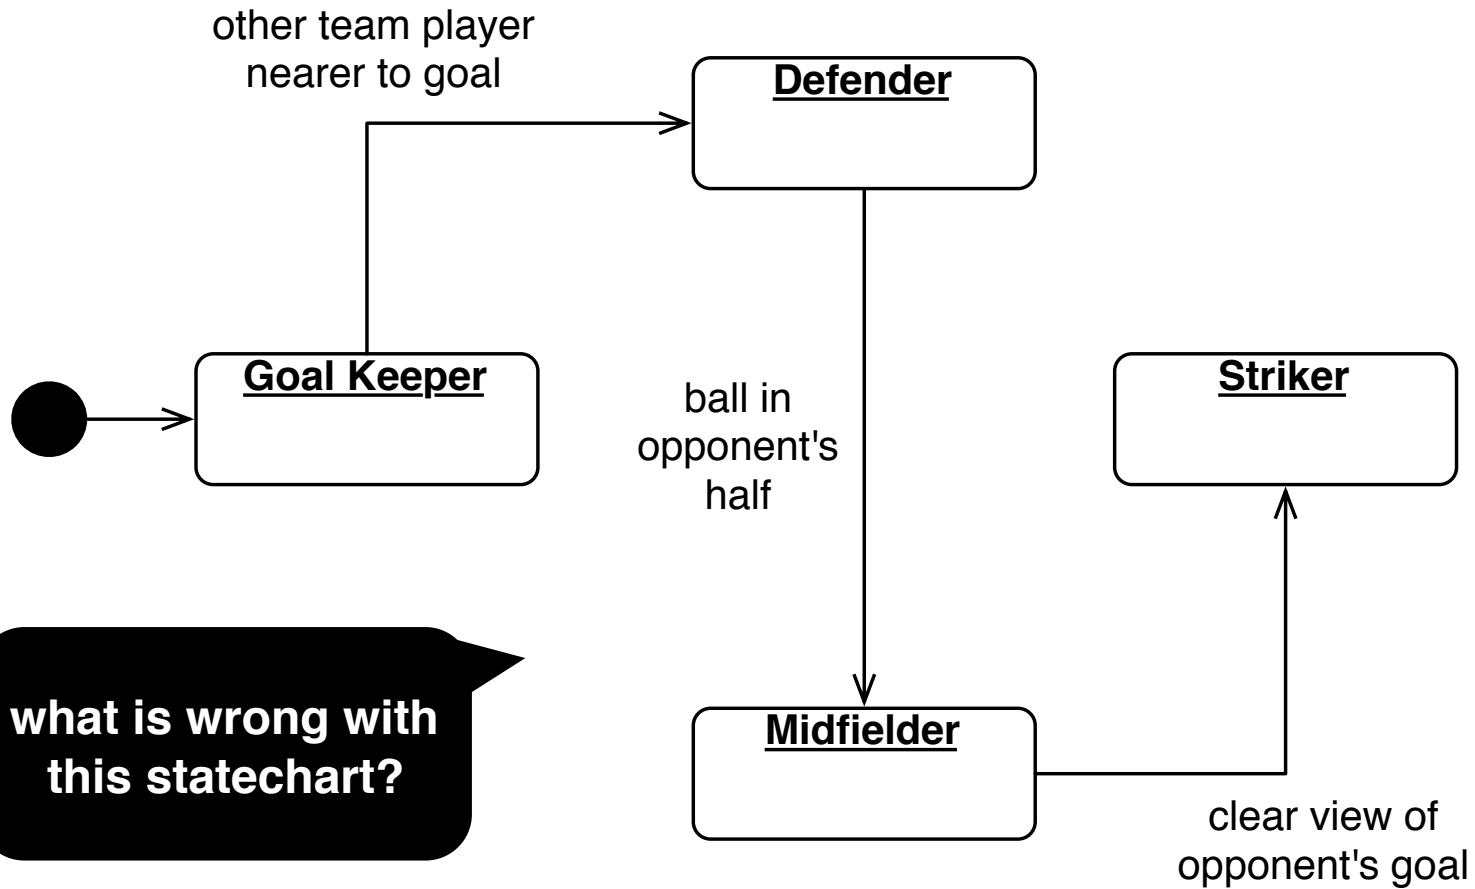 other team player
nearer to goal
Defender
Goal Keeper
ball in
opponent's
half
Striker
what is wrong with
this statechart?
Midfielder
clear view of
opponent's goal